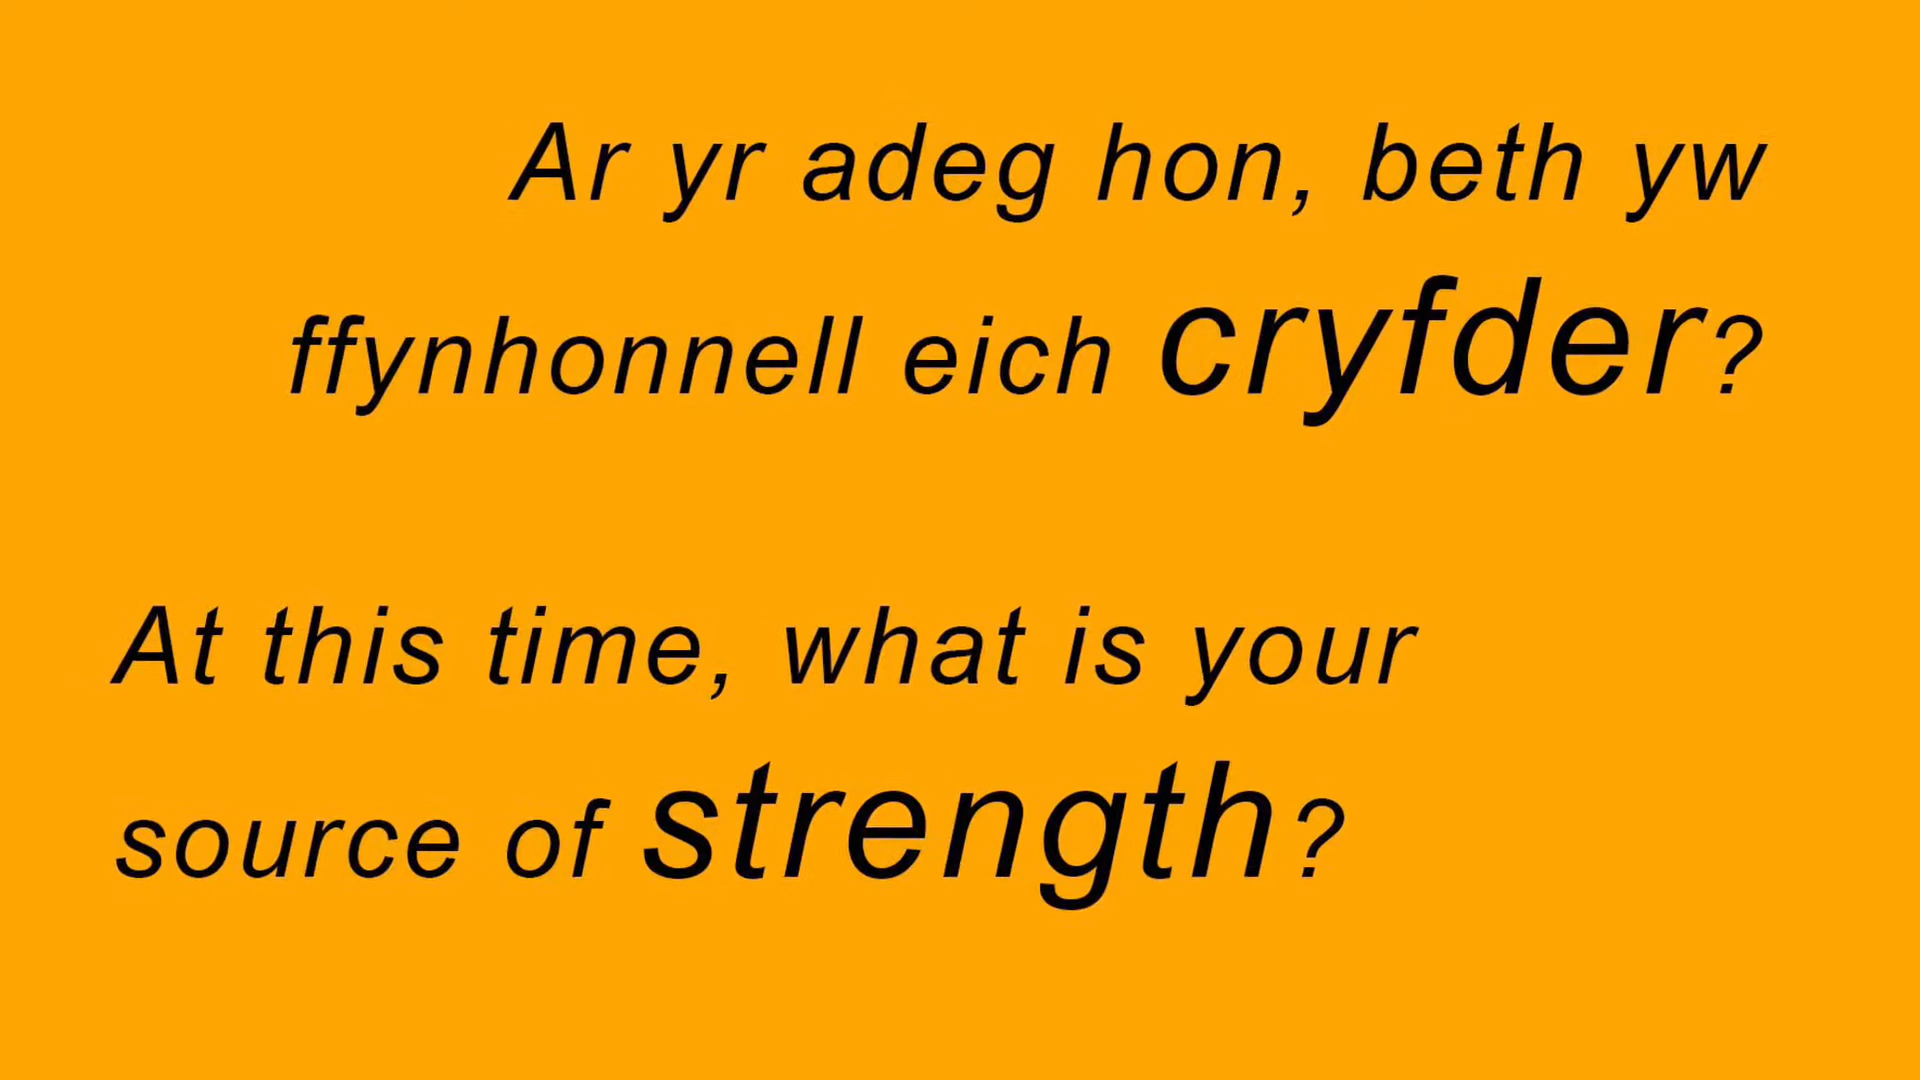 Ar yr adeg hon, beth yw
ffynhonnell eich cryfder?
At this time, what is your
source of strength?